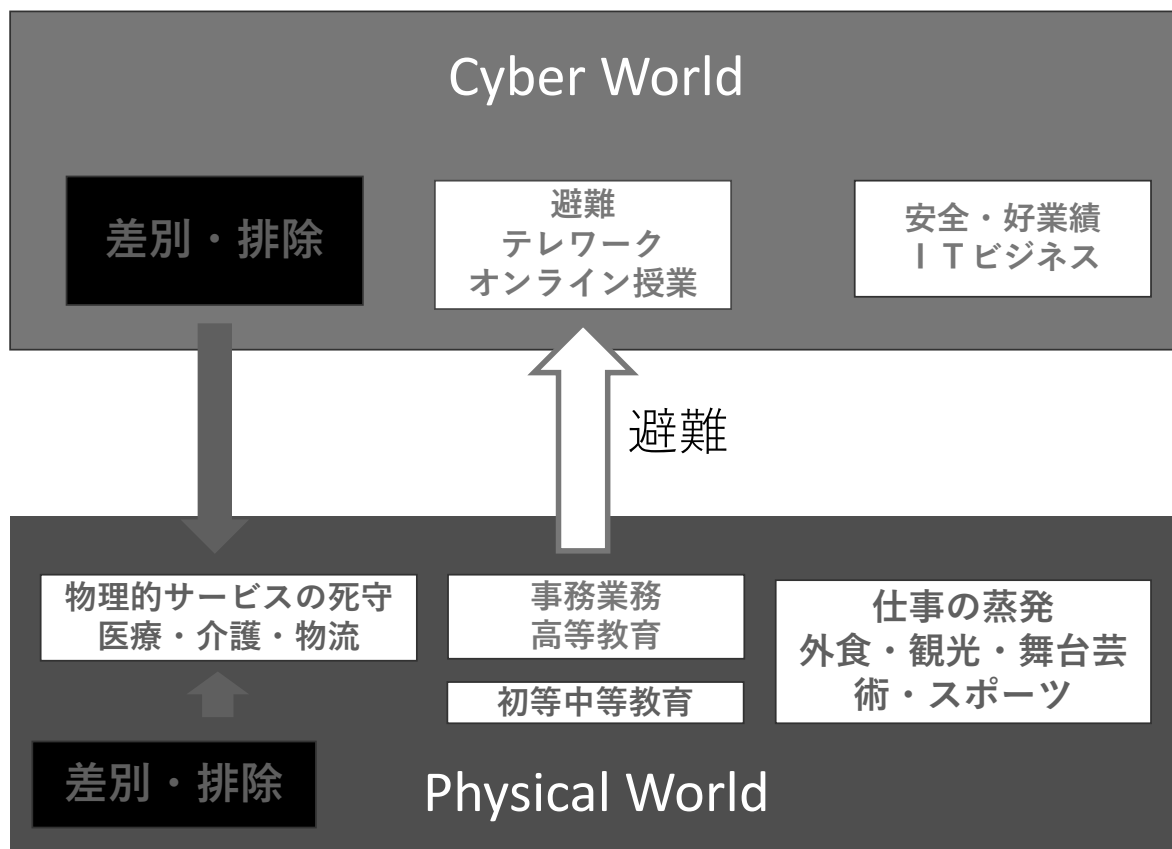 Cyber World
差別・排除
避難
テレワーク
オンライン授業
安全・好業績
ＩＴビジネス
避難
物理的サービスの死守
医療・介護・物流
事務業務
高等教育
初等中等教育
仕事の蒸発
外食・観光・舞台芸
術・スポーツ
差別・排除
Physical World